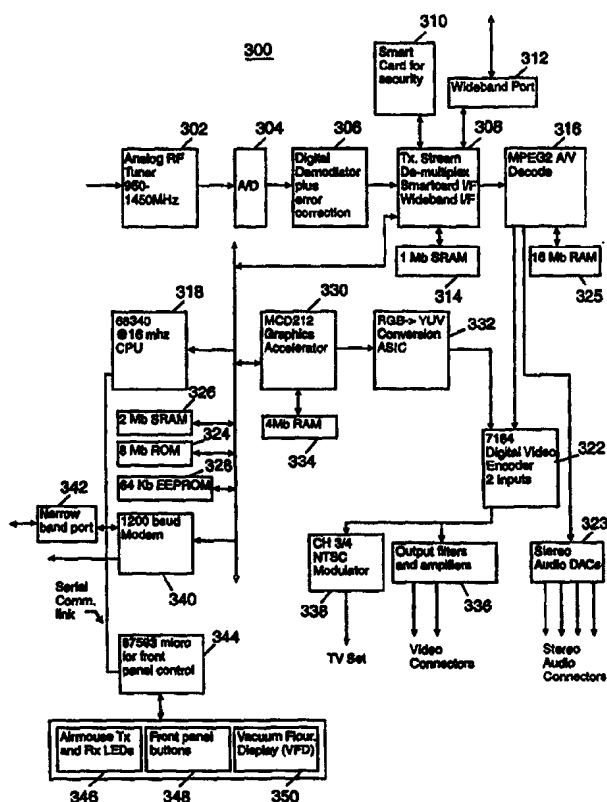 300
310
Smart
Card for
security
312
Wideband Port
302
Analog RF
Tuner
950-
1450MHz
304
A/D
306
Digital
Demodlator
plus
error
correction
308
Tx. Stream
De-multiplex
Smartcard I/F
Wideband I/F
316
MPEG2 A/V
Decode
1 Mb SRAM
314
16 Mb RAM
325
318
68340
@16 mhz
CPU
330
MCD212
Graphics
Accelerator
RGB-> YUV
Conversion
ASIC
332
326
2 Mb SRAM
324
8 Mb ROM
328
64 Kb EEPROM
4Mb RAM
334
7184
Digital Video
Encoder
2 Inputs
322
342
Narrow
band port
1200 baud
Modem
340
CH 3/4
NTSC
Modulator
338
Output filters
and amplifiers
336
323
Stereo
Audio DACs
Serial
Comm.
link
TV Set
Video
Connectors
Stereo
Audio
Connectors
87563 micro
for front
panel control
344
Airmouse Tx
and Rx LEDs
Front panel
buttons
Vacuum Flour.
Display (VFD)
346
348
350